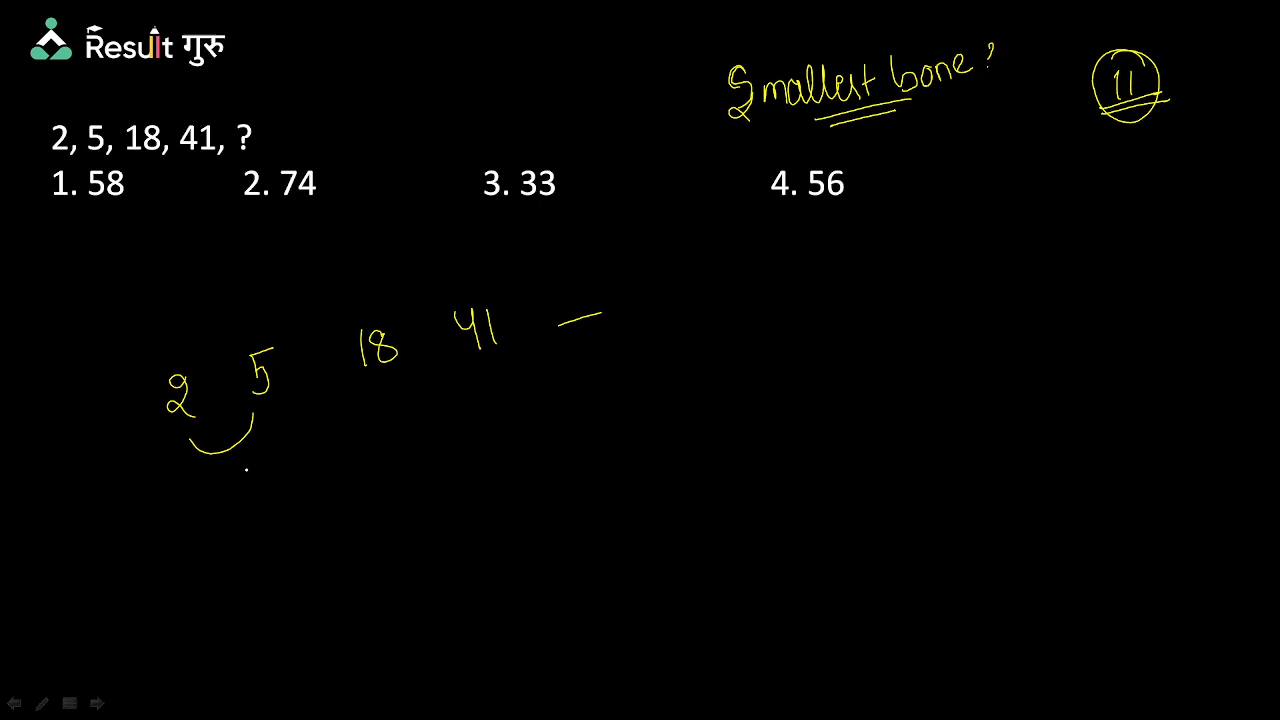 Result गुरु
Smallest bone?
11
2, 5, 18, 41, ?
1. 58 2. 74 3. 33 4. 56
2 5 18 41 —